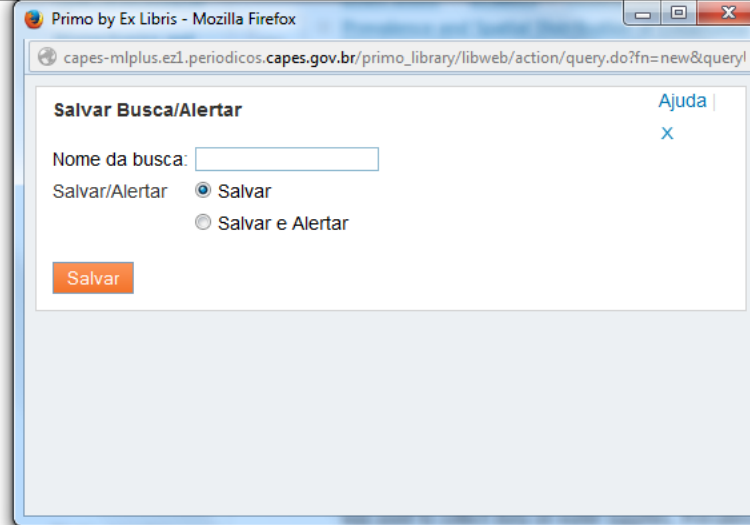 Primo by Ex Libris - Mozilla Firefox
capes-mlplus.ez1.periodicos.capes.gov.br/primo_library/libweb/action/query.do?fn=new&query
Salvar Busca/Alertar
Ajuda |
X
Nome da busca:
Salvar/Alertar Salvar
Salvar e Alertar
Salvar